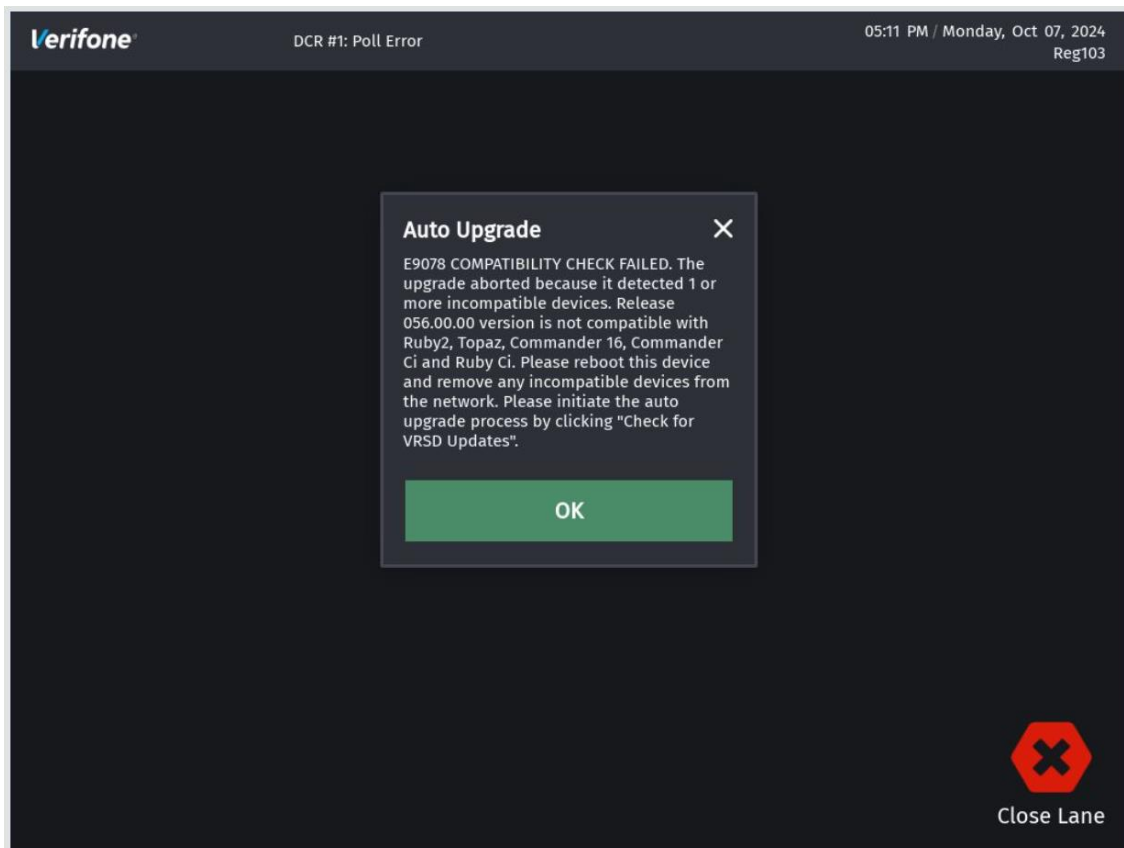 Verifone
DCR #1: Poll Error
05:11 PM / Monday, Oct 07, 2024
Reg103
Auto Upgrade
E9078 COMPATIBILITY CHECK FAILED. The
upgrade aborted because it detected 1 or
more incompatible devices. Release
056.00.00 version is not compatible with
Ruby2, Topaz, Commander 16, Commander
Ci and Ruby Ci. Please reboot this device
and remove any incompatible devices from
the network. Please initiate the auto
upgrade process by clicking "Check for
VRSD Updates".
OK
Close Lane